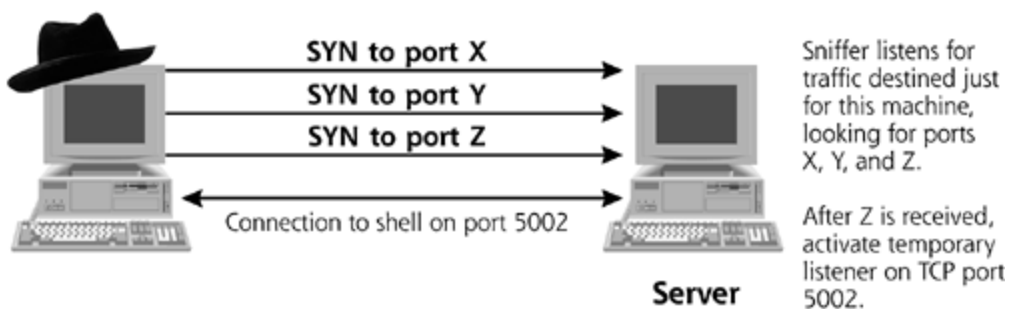 SYN to port X
SYN to port Y
SYN to port Z
Connection to shell on port 5002
Server
Sniffer listens for
traffic destined just
for this machine,
looking for ports
X, Y, and Z.
After Z is received,
activate temporary
listener on TCP port
5002.